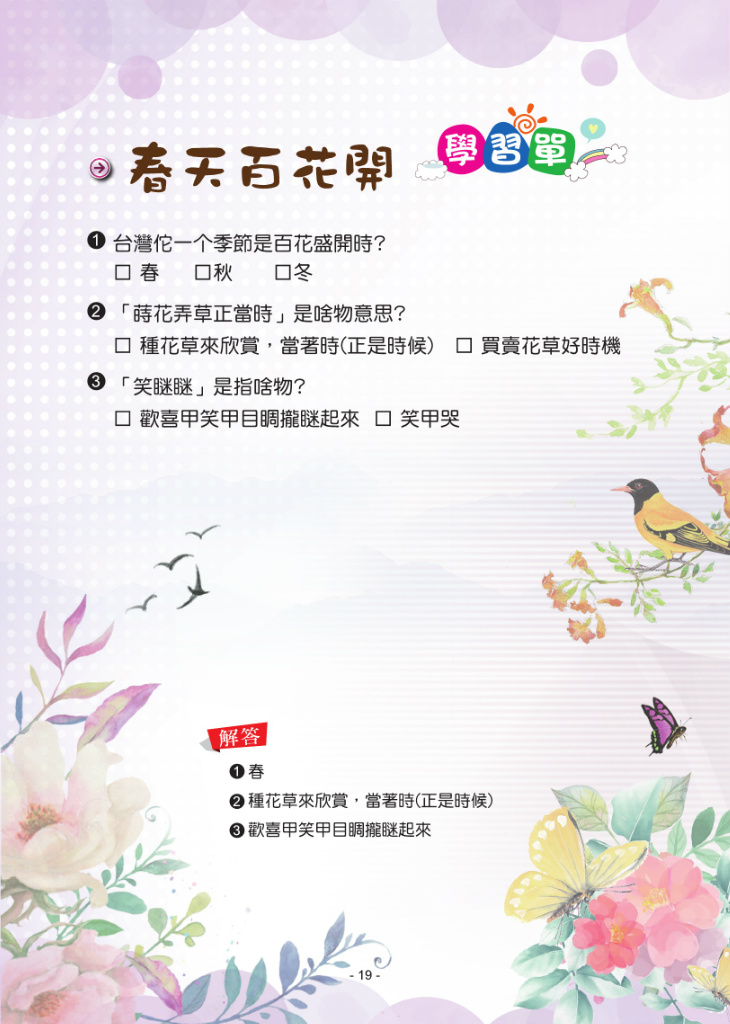 春天百花開 學習單
❶ 台灣佗一个季節是百花盛開時?
□ 春 □秋 □冬
❷ 「蒔花弄草正當時」是啥物意思?
□ 種花草來欣賞,當著時(正是時候) □ 買賣花草好時機
❸ 「笑瞇瞇」是指啥物?
□ 歡喜甲笑甲目睭攏瞇起來 □ 笑甲哭
解答
❶ 春
❷ 種花草來欣賞,當著時(正是時候)
❸ 歡喜甲笑甲目睭攏瞇起來
- 19 -